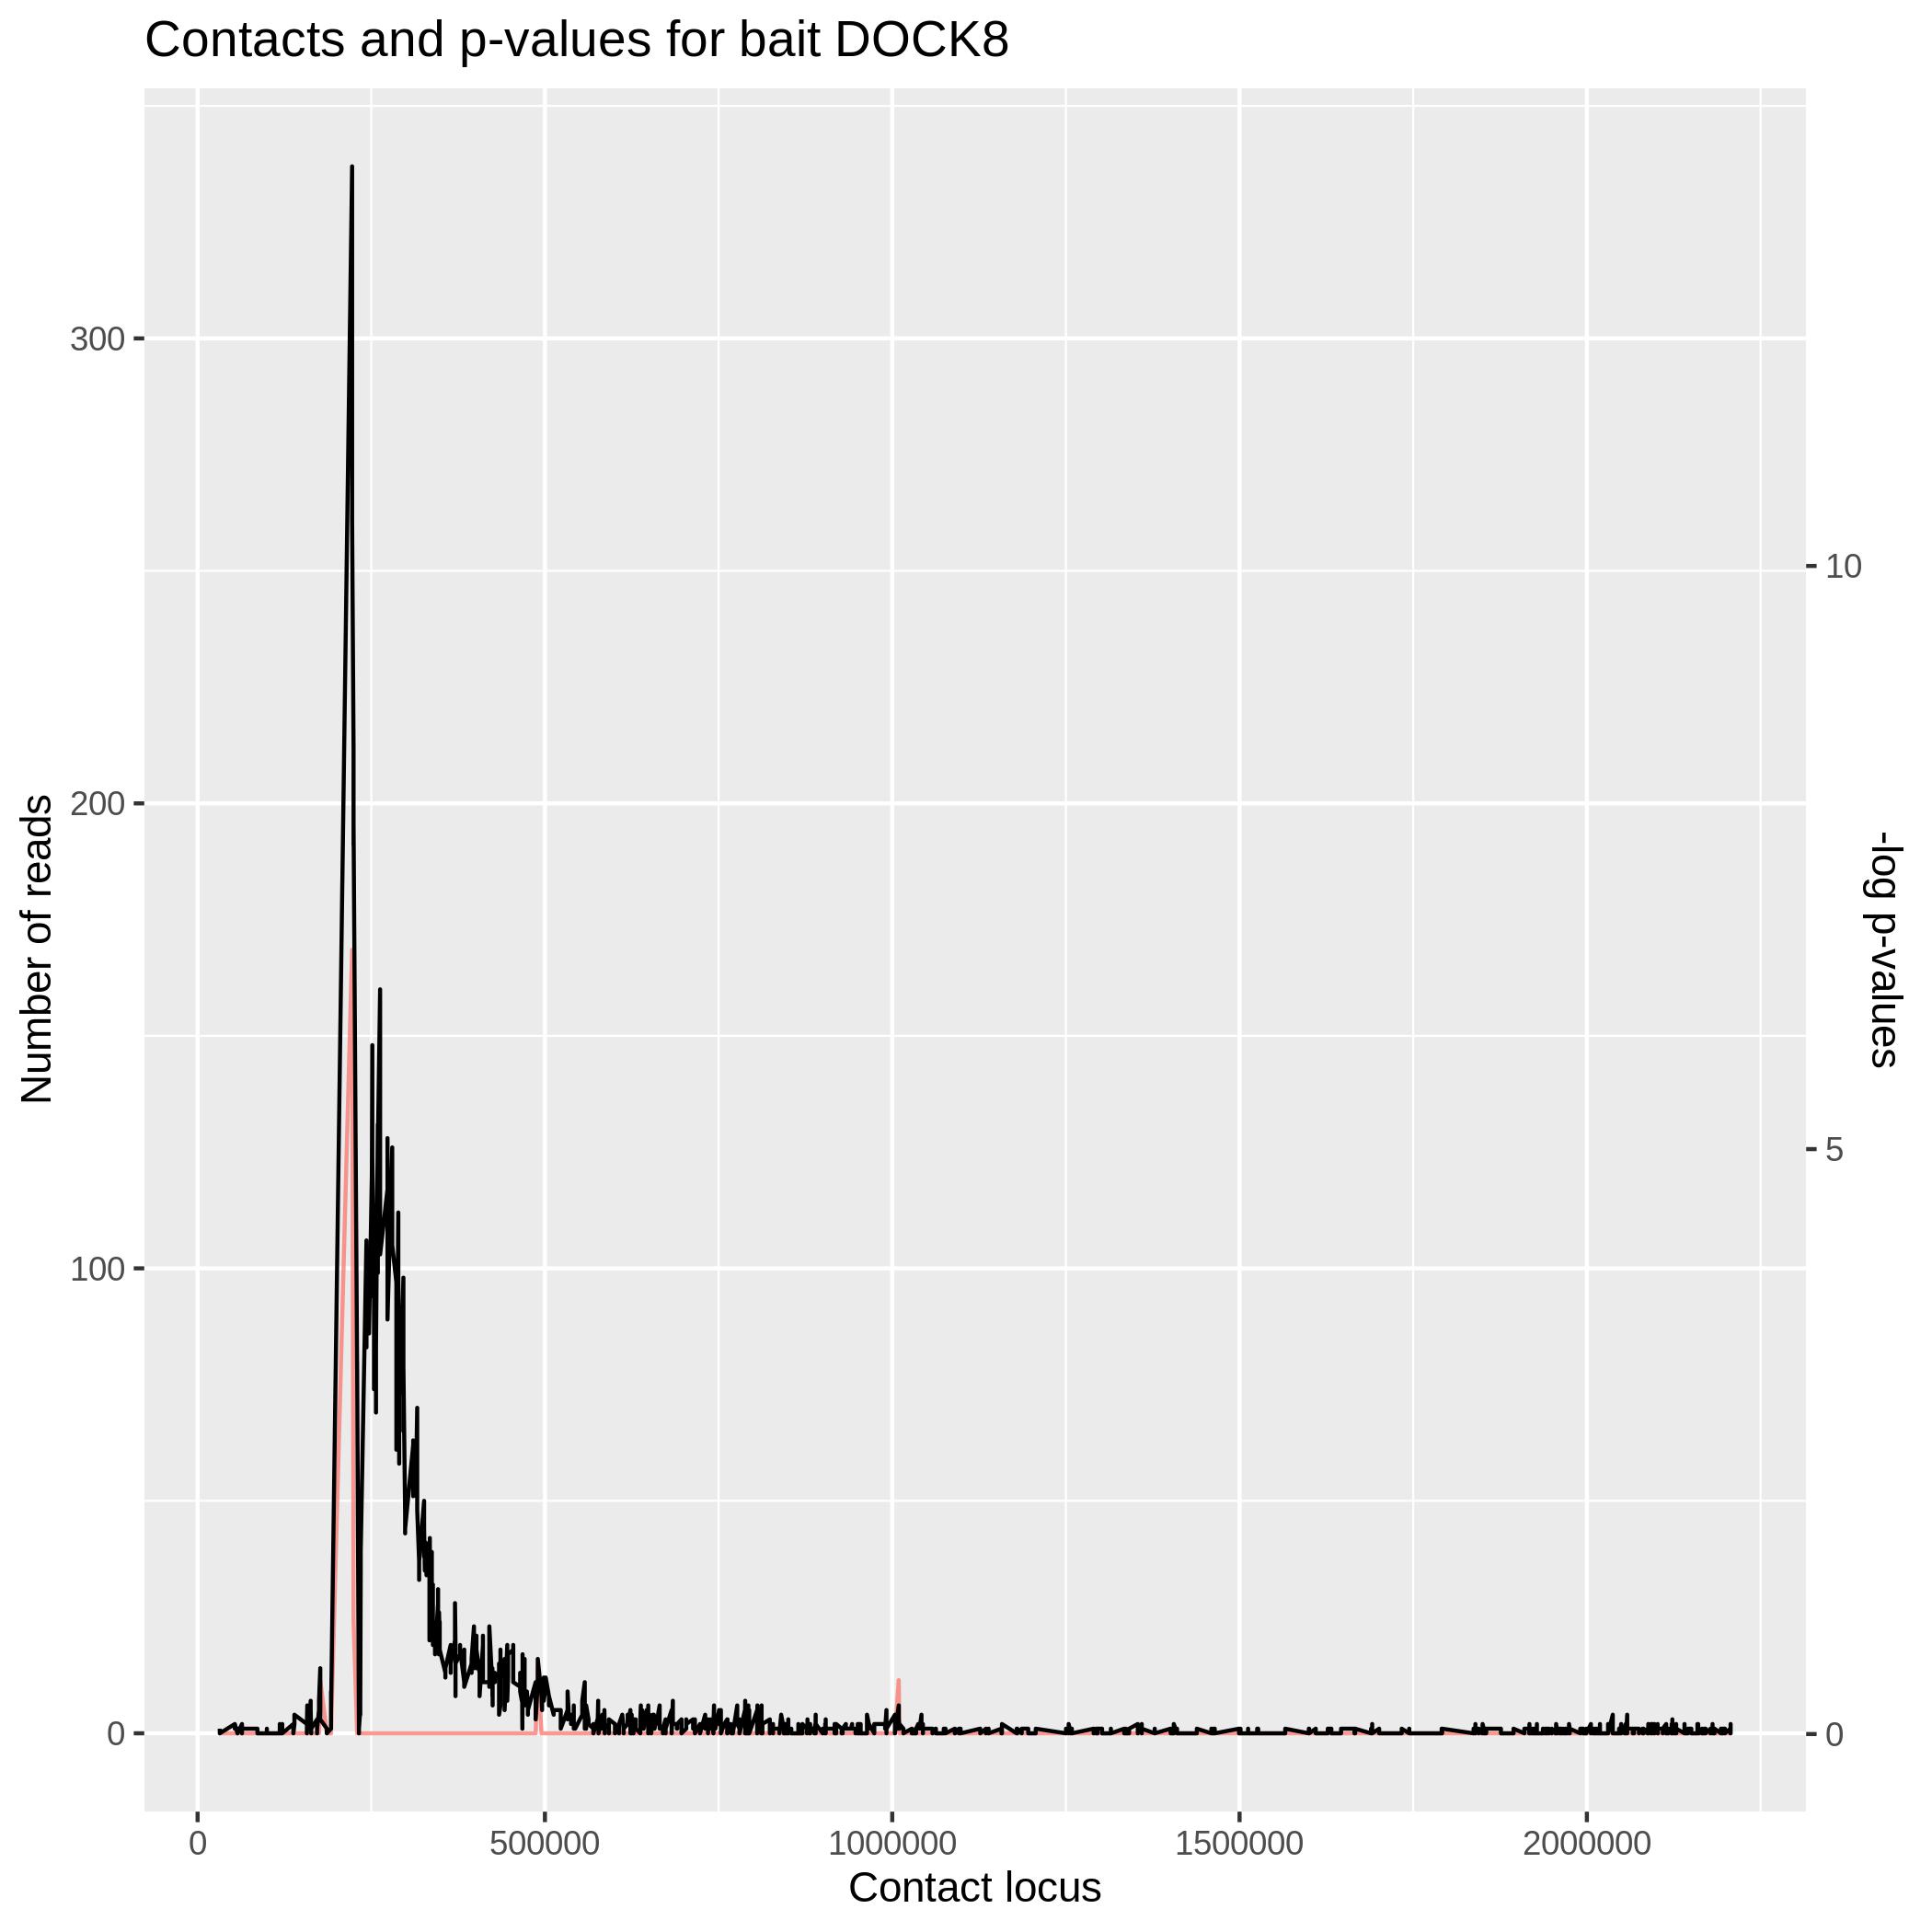 Contacts and p-values for bait DOCK8
Number of reads
300
200
100
0
10
5
0
-log p-values
0 500000 1000000 1500000 2000000
Contact locus